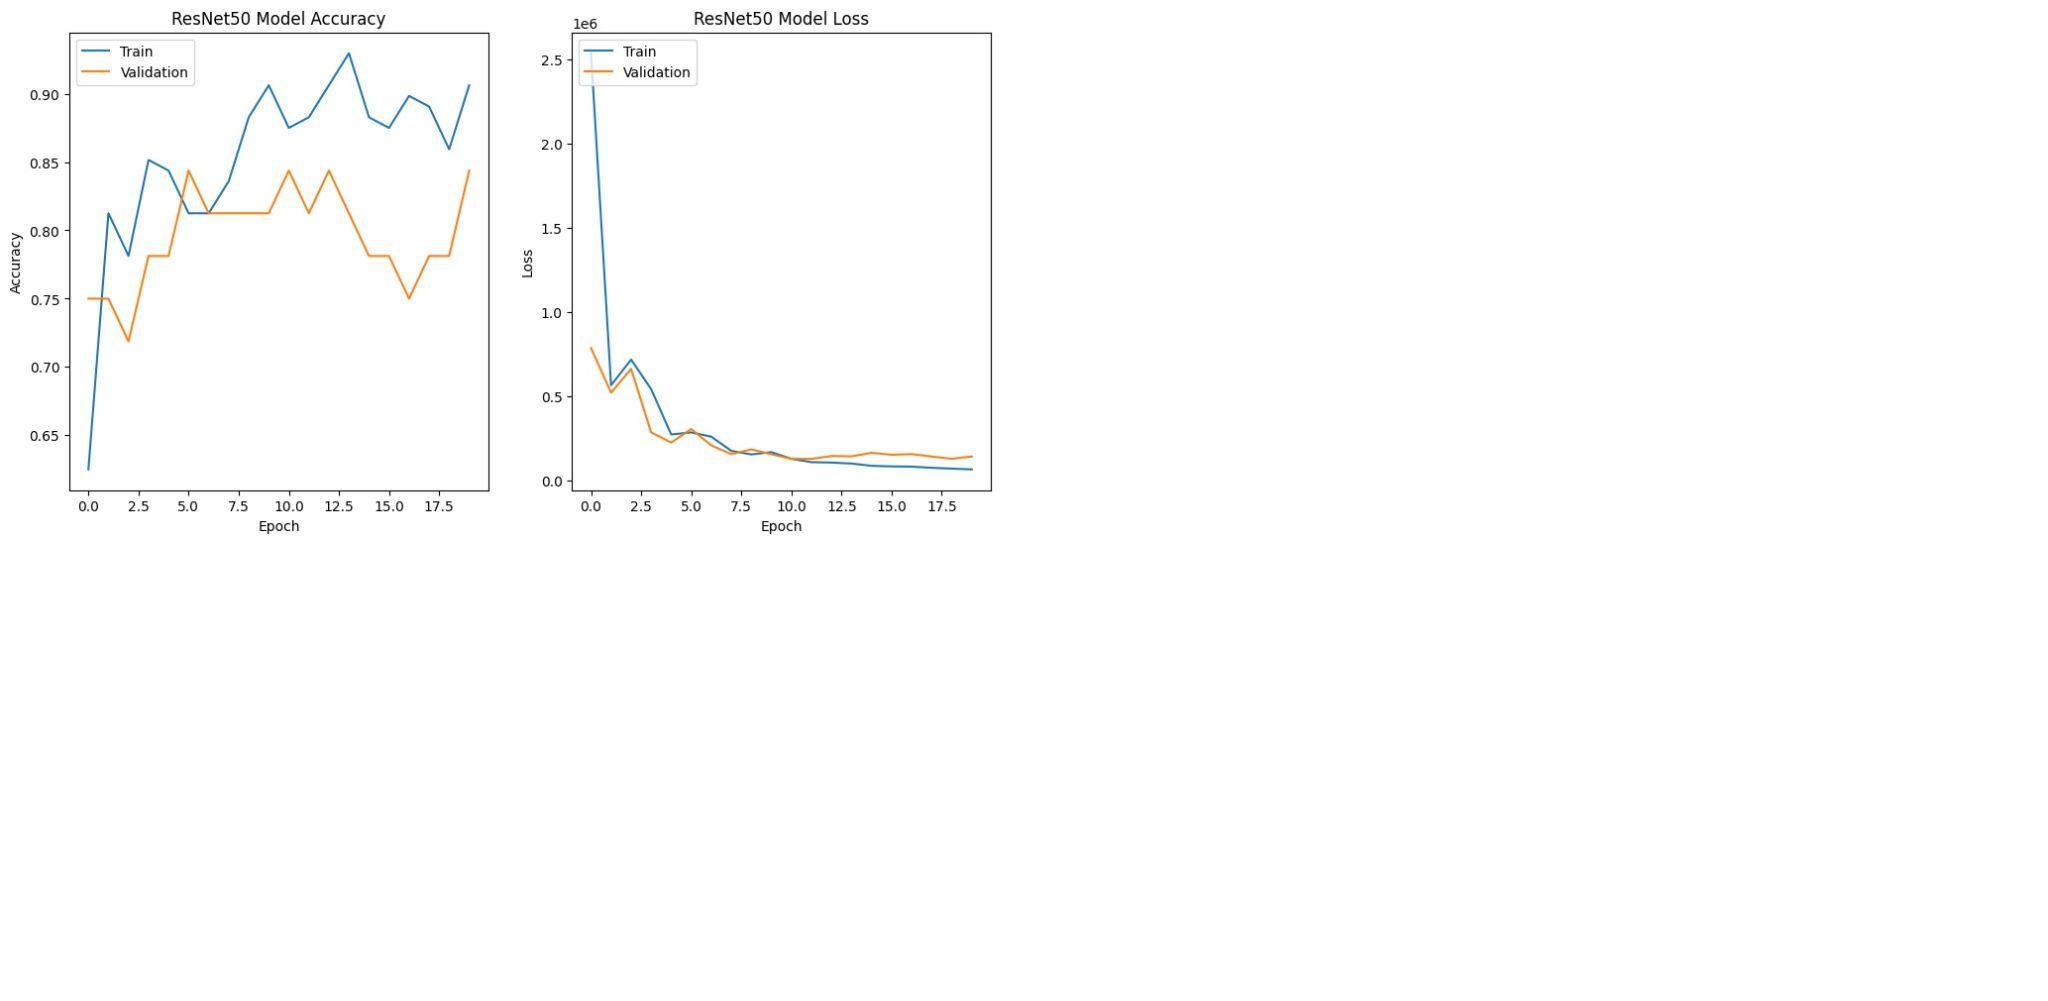 ResNet50 Model Accuracy
Train
Validation
0.90
0.85
0.80
0.75
0.70
0.65
Accuracy
0.0 2.5 5.0 7.5 10.0 12.5 15.0 17.5
Epoch
ResNet50 Model Loss
1e6
Train
Validation
2.5
2.0
1.5
1.0
0.5
0.0
Loss
0.0 2.5 5.0 7.5 10.0 12.5 15.0 17.5
Epoch